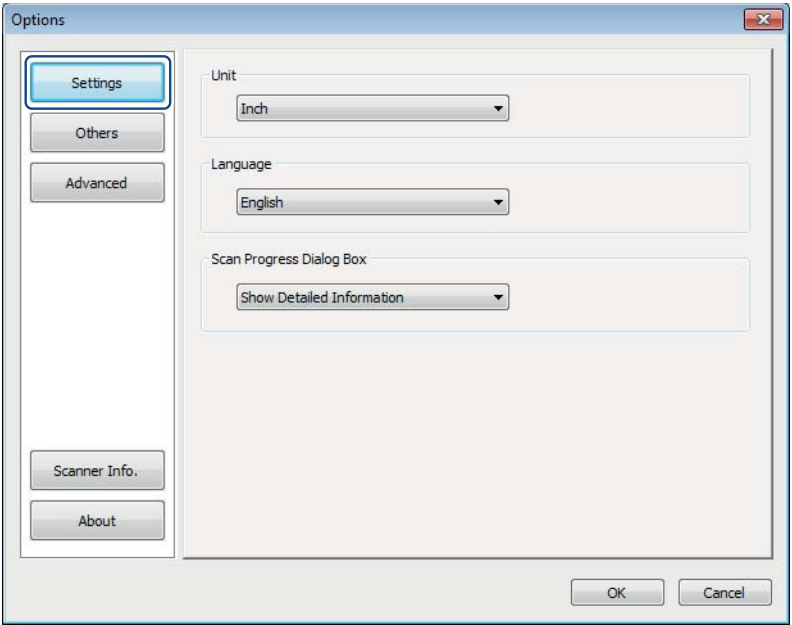 Options
Settings
Others
Advanced
Scanner Info.
About
Unit
Inch
Language
English
Scan Progress Dialog Box
Show Detailed Information
OK
Cancel